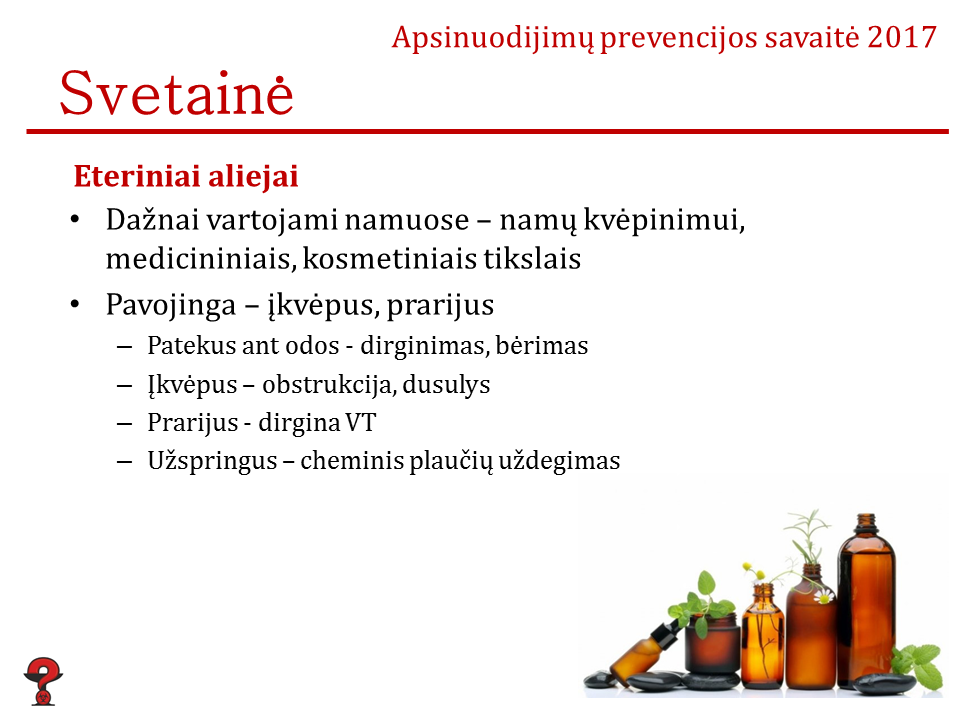 Apsinuodijimų prevencijos savaitė 2017
Svetainė
Eteriniai aliejai
• Dažnai vartojami namuose – namų kvėpinimui,
medicininiais, kosmetiniais tikslais
• Pavojinga – įkvėpus, prarijus
– Patekus ant odos - dirginimas, bėrimas
– Įkvėpus – obstrukcija, dusulys
– Prarijus - dirgina VT
– Užspringus – cheminis plaučių uždegimas